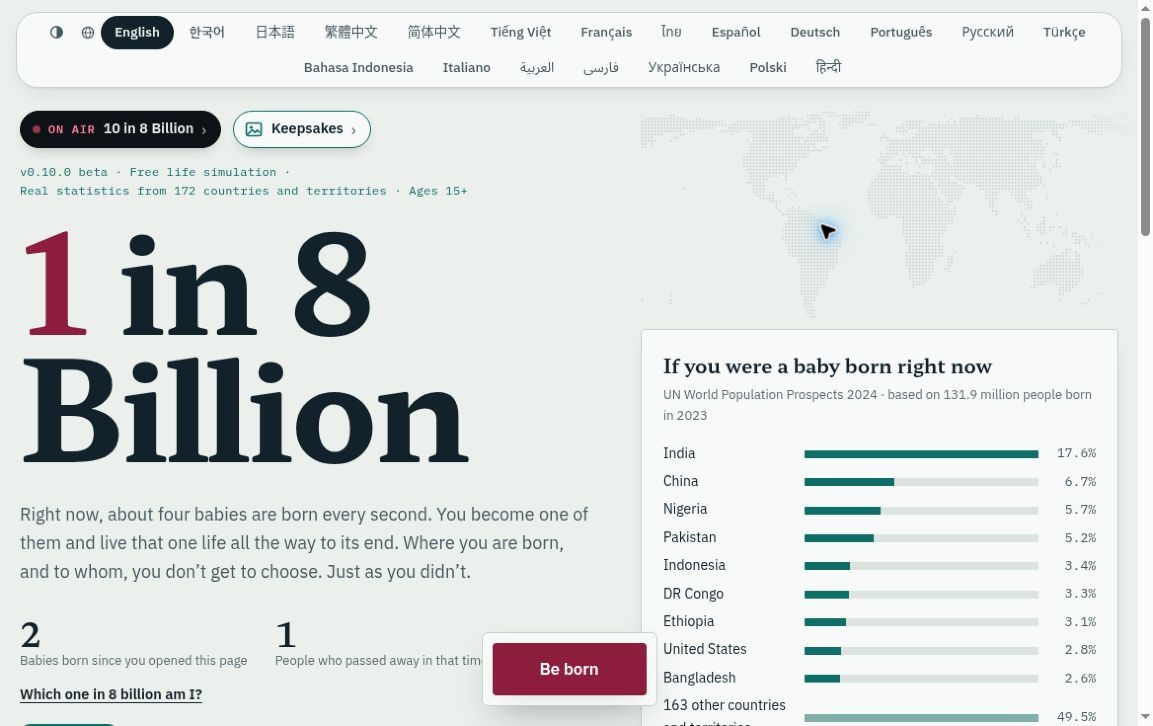 English 한국어 日本語 繁體中文 简体中文 Tiếng Việt Français ไทย Español Deutsch Português Русский Türkçe
Bahasa Indonesia Italiano العربية فارسی Українська Polski हिन्दी
ON AIR 10 in 8 Billion ›
Keepsakes ›
v0.10.0 beta · Free life simulation ·
Real statistics from 172 countries and territories · Ages 15+
1 in 8
Billion
Right now, about four babies are born every second. You become one of
them and live that one life all the way to its end. Where you are born,
and to whom, you don’t get to choose. Just as you didn’t.
2
Babies born since you opened this page
1
People who passed away in that time
Which one in 8 billion am I?
Be born
If you were a baby born right now
UN World Population Prospects 2024 · based on 131.9 million people born
in 2023
India 17.6%
China 6.7%
Nigeria 5.7%
Pakistan 5.2%
Indonesia 3.4%
DR Congo 3.3%
Ethiopia 3.1%
United States 2.8%
Bangladesh 2.6%
163 other countries
and territories 49.5%